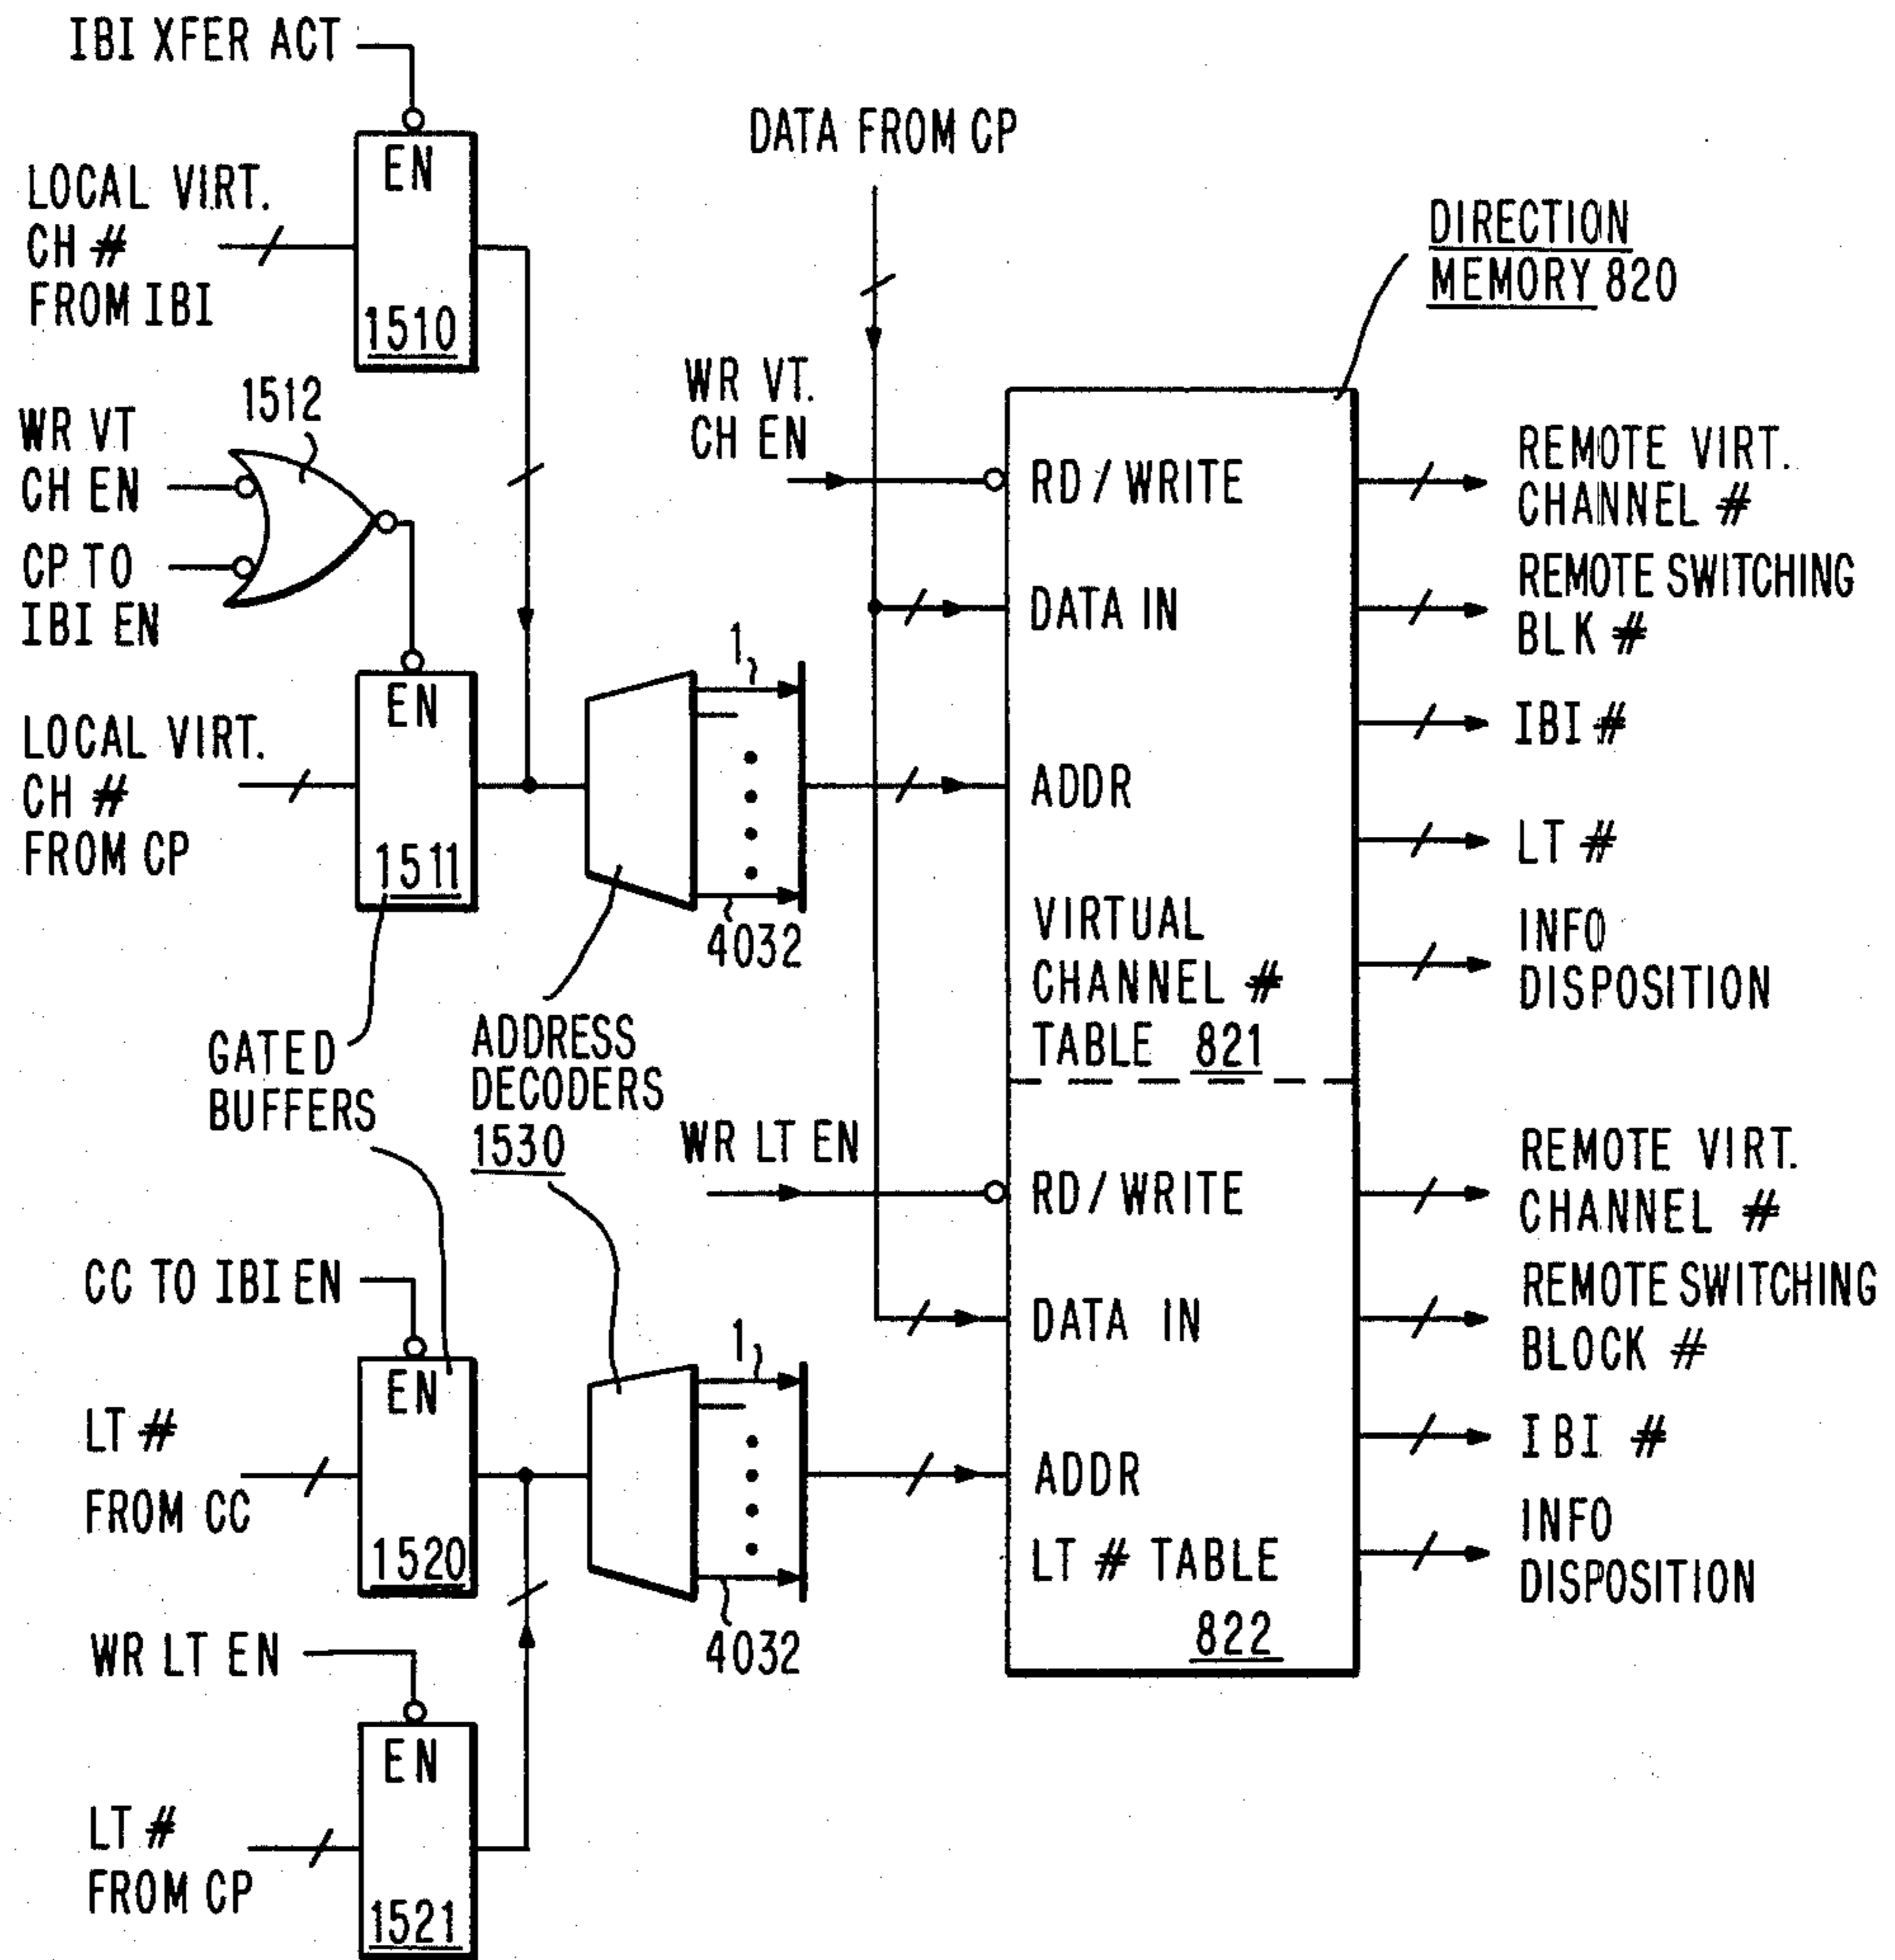 IBI XFER ACT
EN
LOCAL VIRT.
CH #
FROM IBI
1510
DATA FROM CP
DIRECTION
MEMORY 820
1512
WR VT
CH EN
CP TO
IBI EN
EN
LOCAL VIRT.
CH #
FROM CP
1511
GATED
BUFFERS
1
4032
ADDRESS
DECODERS
1530
WR VT.
CH EN
RD/WRITE
DATA IN
ADDR
VIRTUAL
CHANNEL #
TABLE 821
REMOTE VIRT.
CHANNEL #
REMOTE SWITCHING
BLK #
IBI #
LT #
INFO
DISPOSITION
WR LT EN
RD/WRITE
DATA IN
ADDR
LT # TABLE
822
REMOTE VIRT.
CHANNEL #
REMOTE SWITCHING
BLOCK #
IBI #
INFO
DISPOSITION
CC TO IBI EN
EN
LT #
FROM CC
1520
1
4032
WR LT EN
EN
LT #
FROM CP
1521